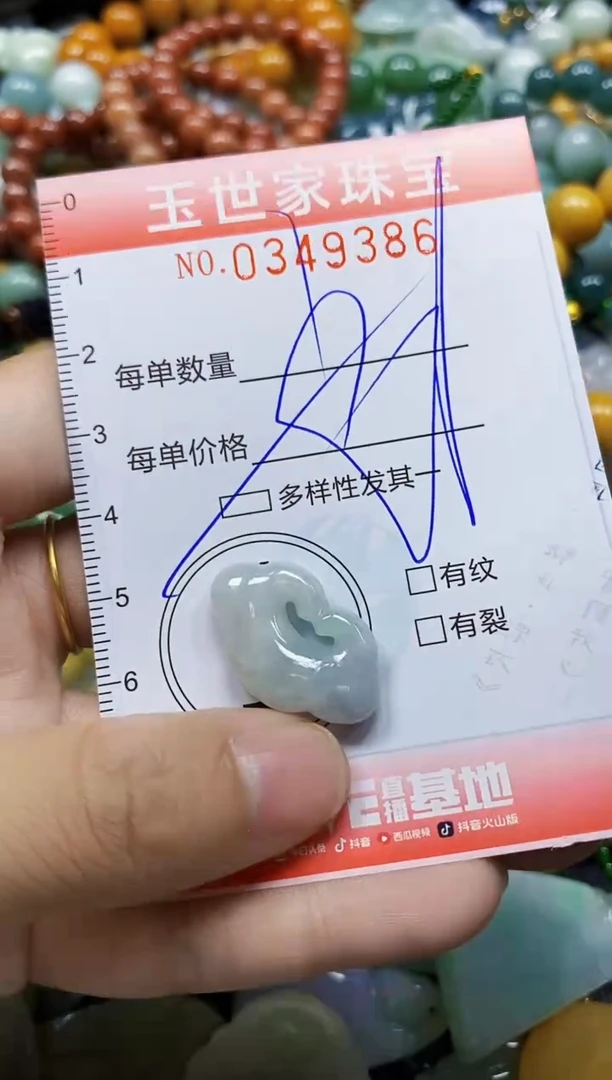 玉世家珠宝
NO.0349386
0
1
2
每单数量
3
每单价格
4
多样性发其一
5
有纹
有裂
6
直播基地
抖音 西瓜视频 抖音火山版